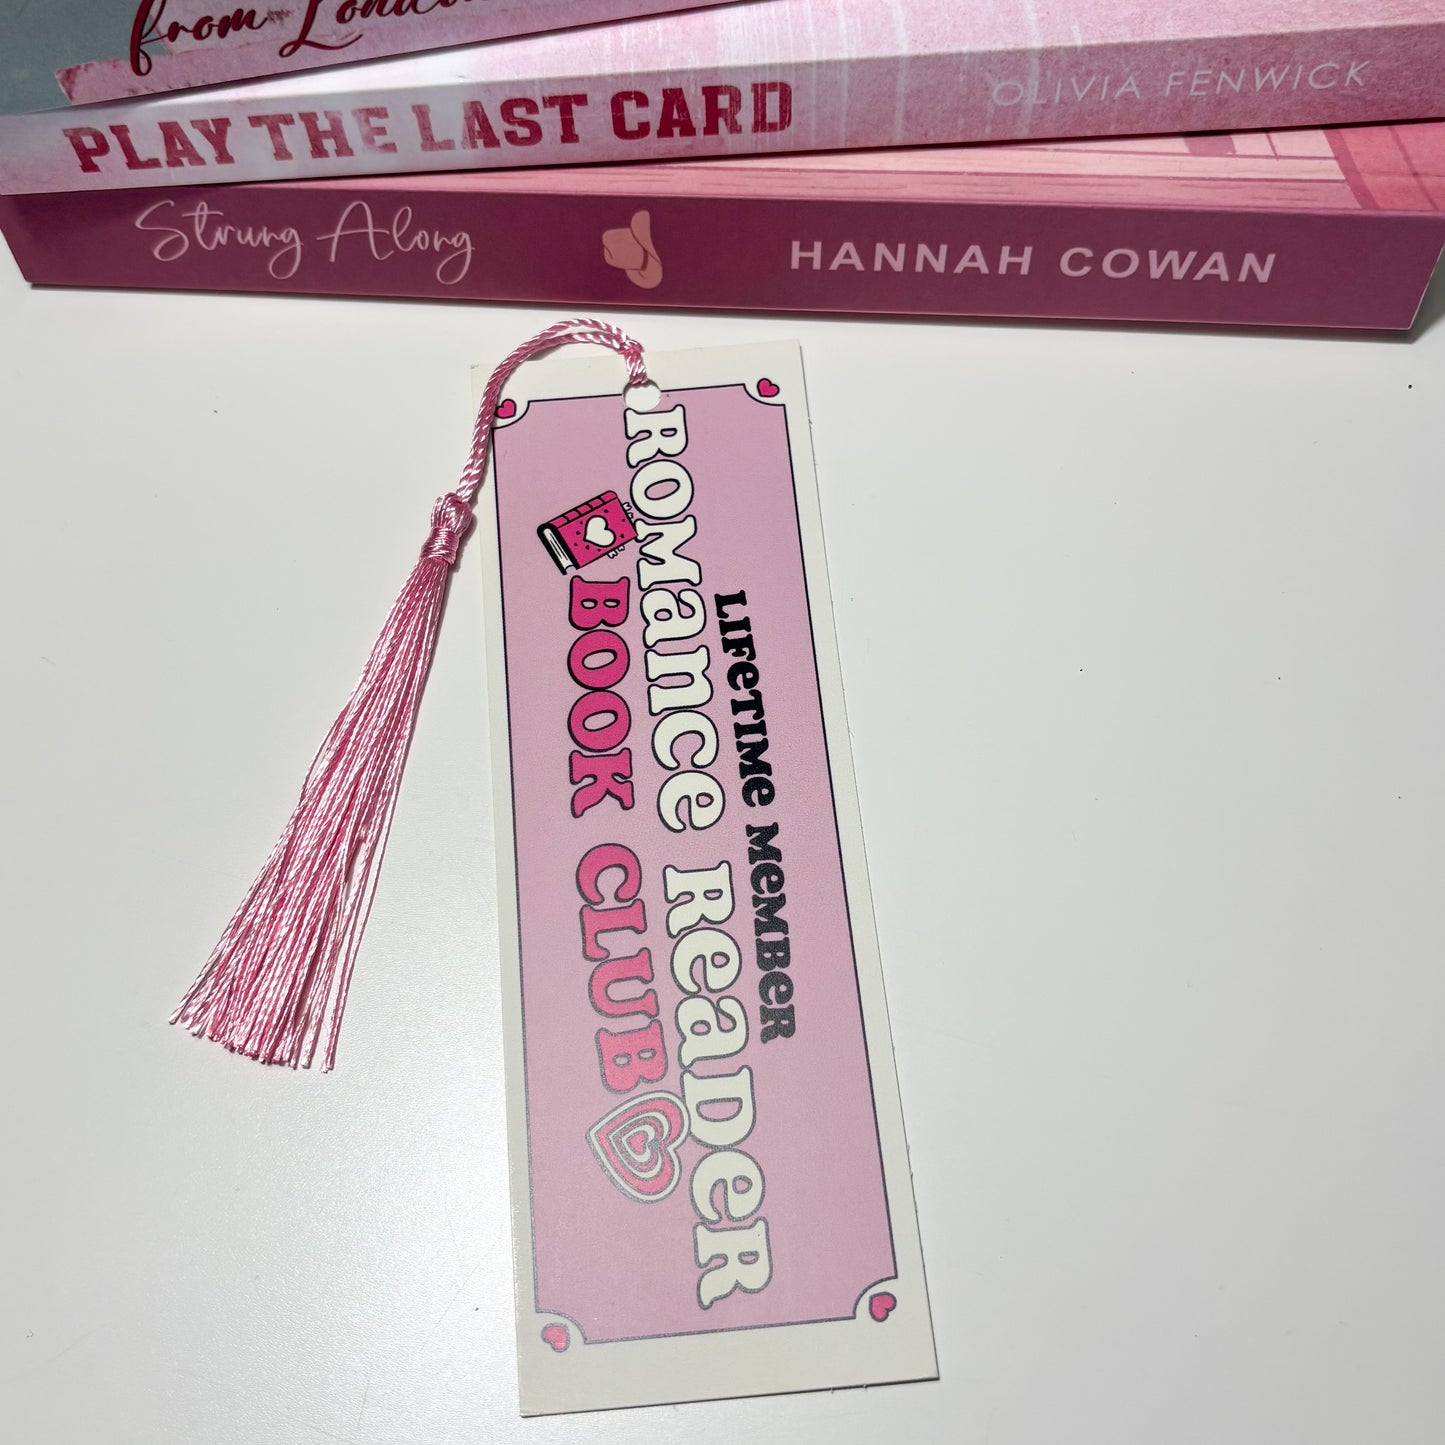 from London
PLAY THE LAST CARD OLIVIA FENWICK
Strung Along HANNAH COWAN
LIFETIME MEMBER
ROMANCE READER
BOOK CLUB